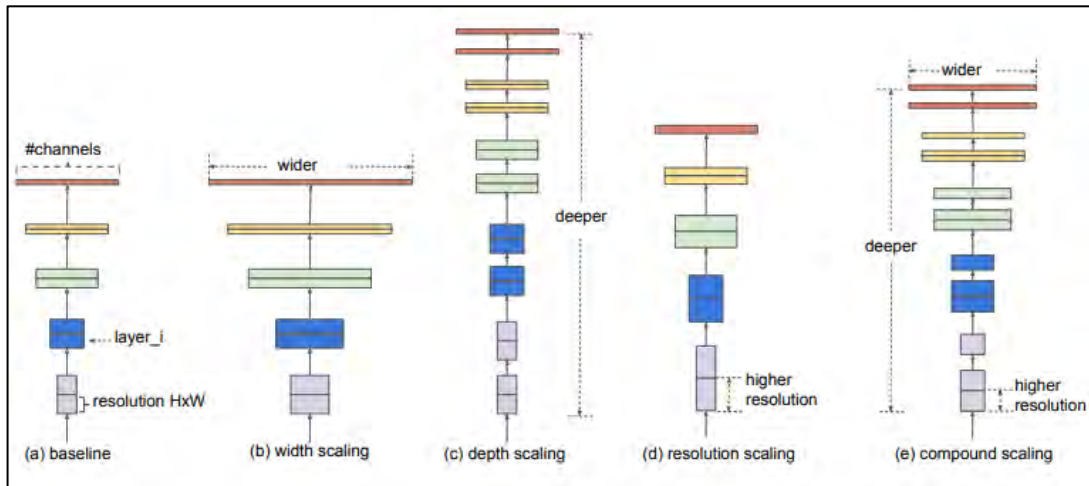 #channels
layer_i
resolution HxW
(a) baseline
wider
(b) width scaling
deeper
(c) depth scaling
higher
resolution
(d) resolution scaling
wider
deeper
higher
resolution
(e) compound scaling